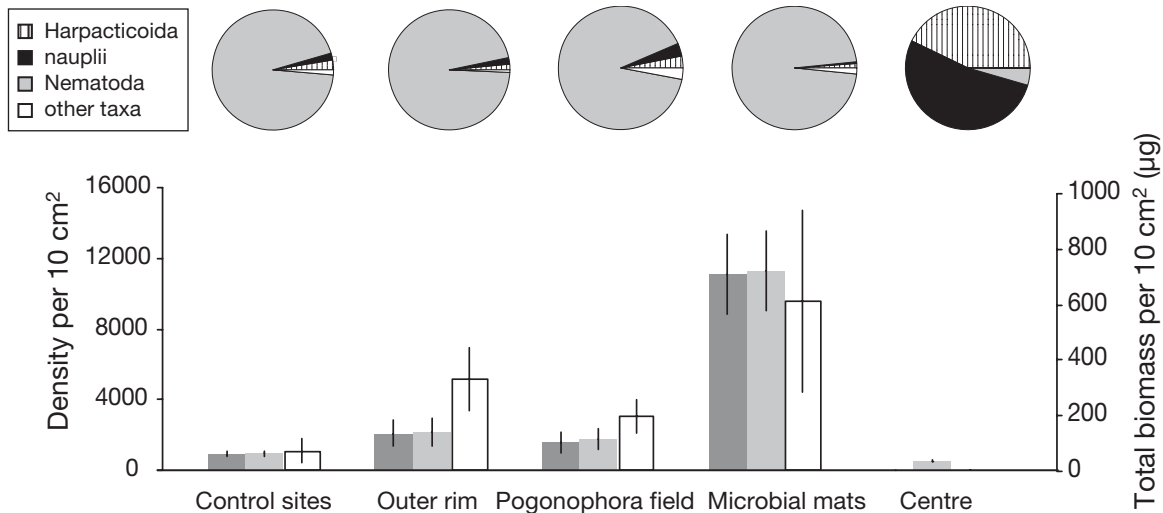 Harpacticoida
nauplii
Nematoda
other taxa
Density per 10 cm²
16000
12000
8000
4000
0
Total biomass per 10 cm² (µg)
1000
800
600
400
200
0
Control sites
Outer rim
Pogonophora field
Microbial mats
Centre